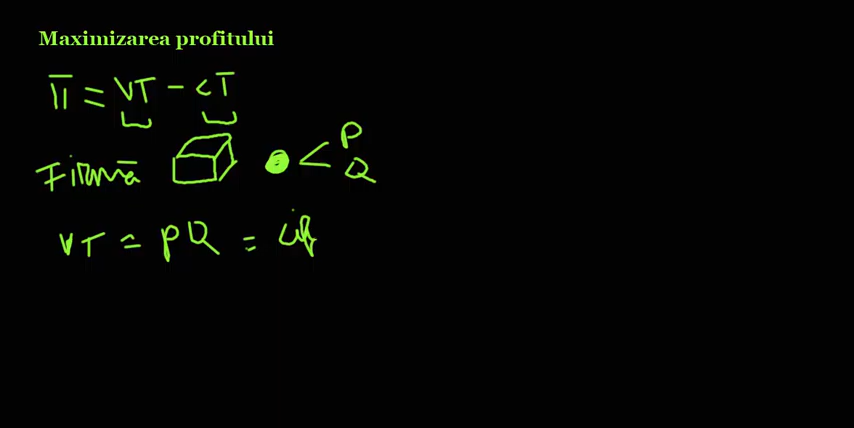 Maximizarea profitului
Π = VT - CT
Firmă < P
Q
VT = PQ =